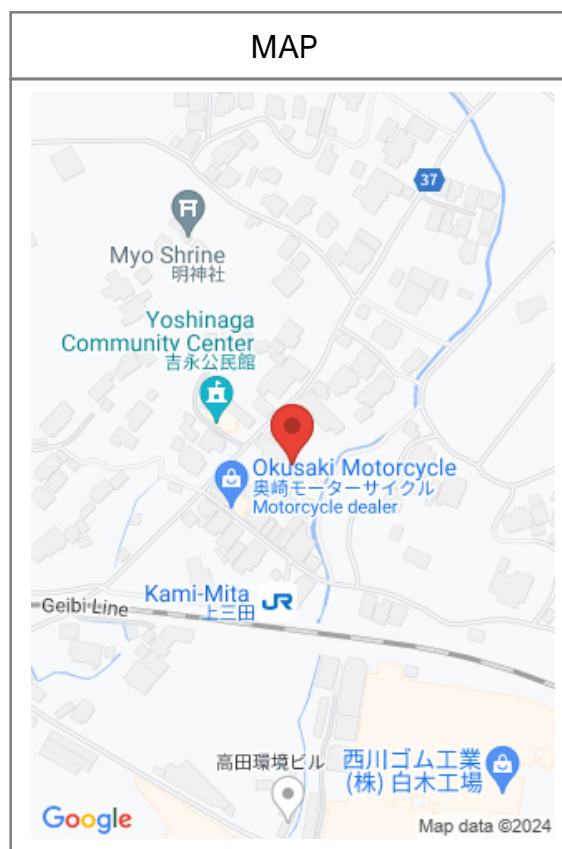 MAP
37
Myo Shrine
明神社
Yoshinaga
Community Center
吉永公民館
Okusaki Motorcycle
奥崎モーターサイクル
Motorcycle dealer
Kami-Mita
上三田
JR
Geibi Line
高田環境ビル
西川ゴム工業
(株) 白木工場
Google
Map data ©2024